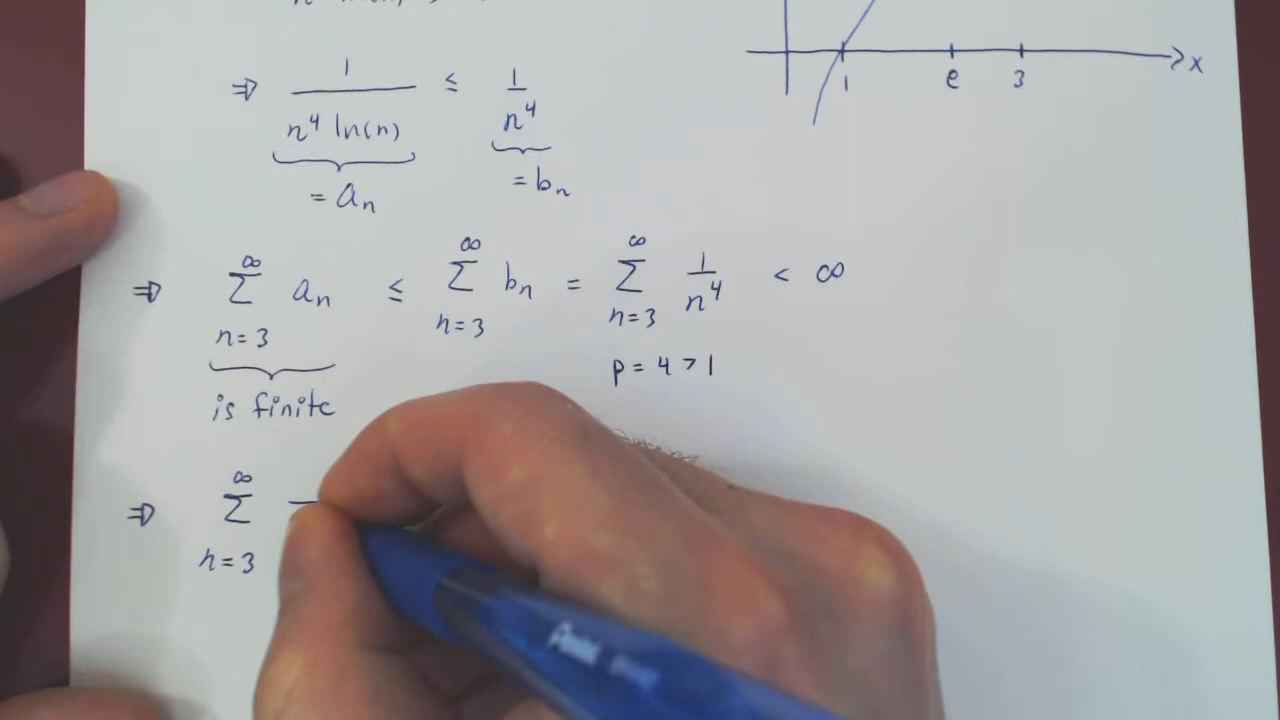 ⇒ 1/(n⁴ ln(n)) ≤ 1/n⁴
= aₙ = bₙ
1 e 3 x
⇒ ∞ Σ n=3 aₙ ≤ ∞ Σ n=3 bₙ = ∞ Σ n=3 1/n⁴ < ∞
p = 4 > 1
is finite
⇒ ∞ Σ n=3